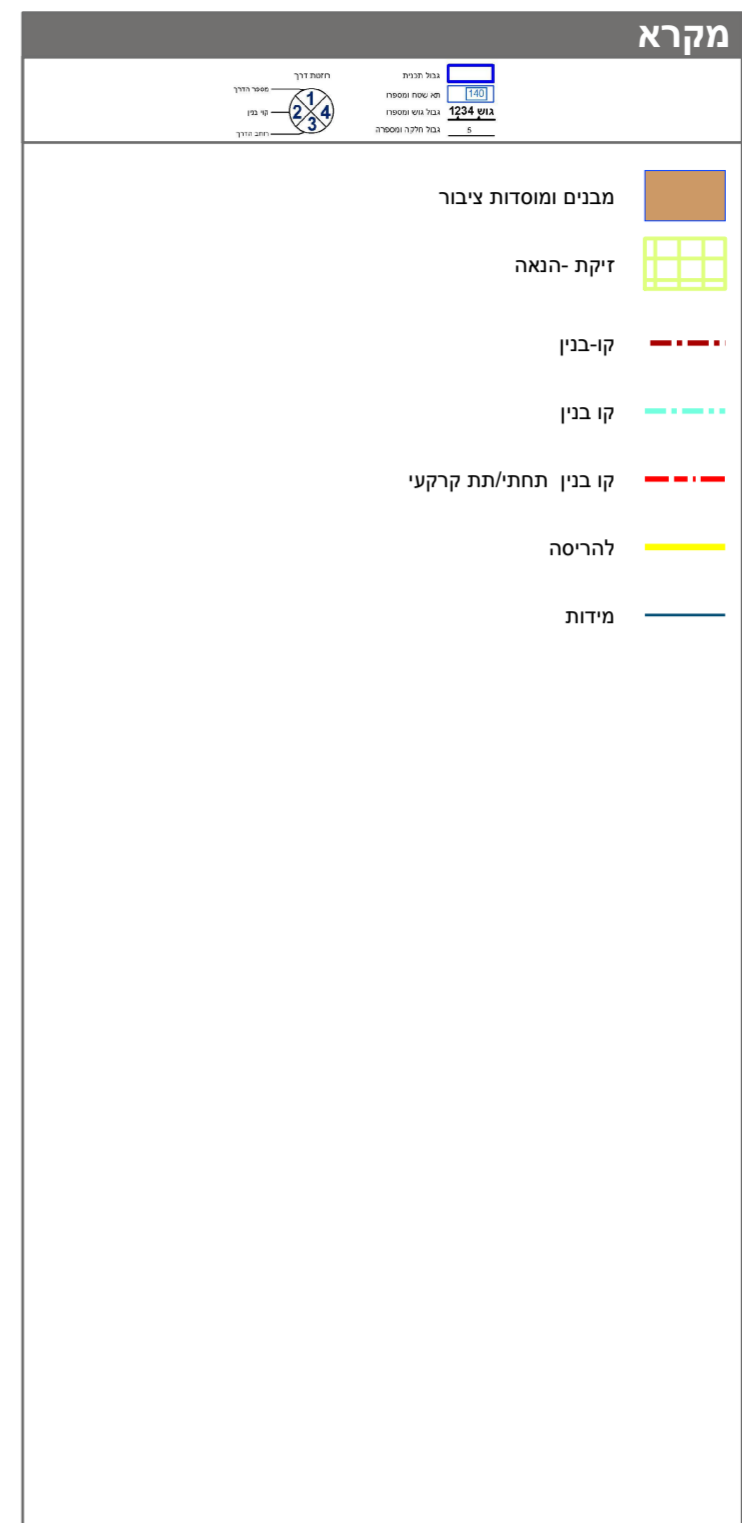 מקרא
גבול תכנית
140 תא שטח ומספרו
גוש 1234 גבול גוש ומספרו
5 גבול חלקה ומספרה
רוזטת דרך
מספר הדרך
קוי בנין
רוחב הדרך
1
2 4
3
מבנים ומוסדות ציבור
זיקת -הנאה
קו-בנין
קו בנין
קו בנין תחתי/תת קרקעי
להריסה
מידות